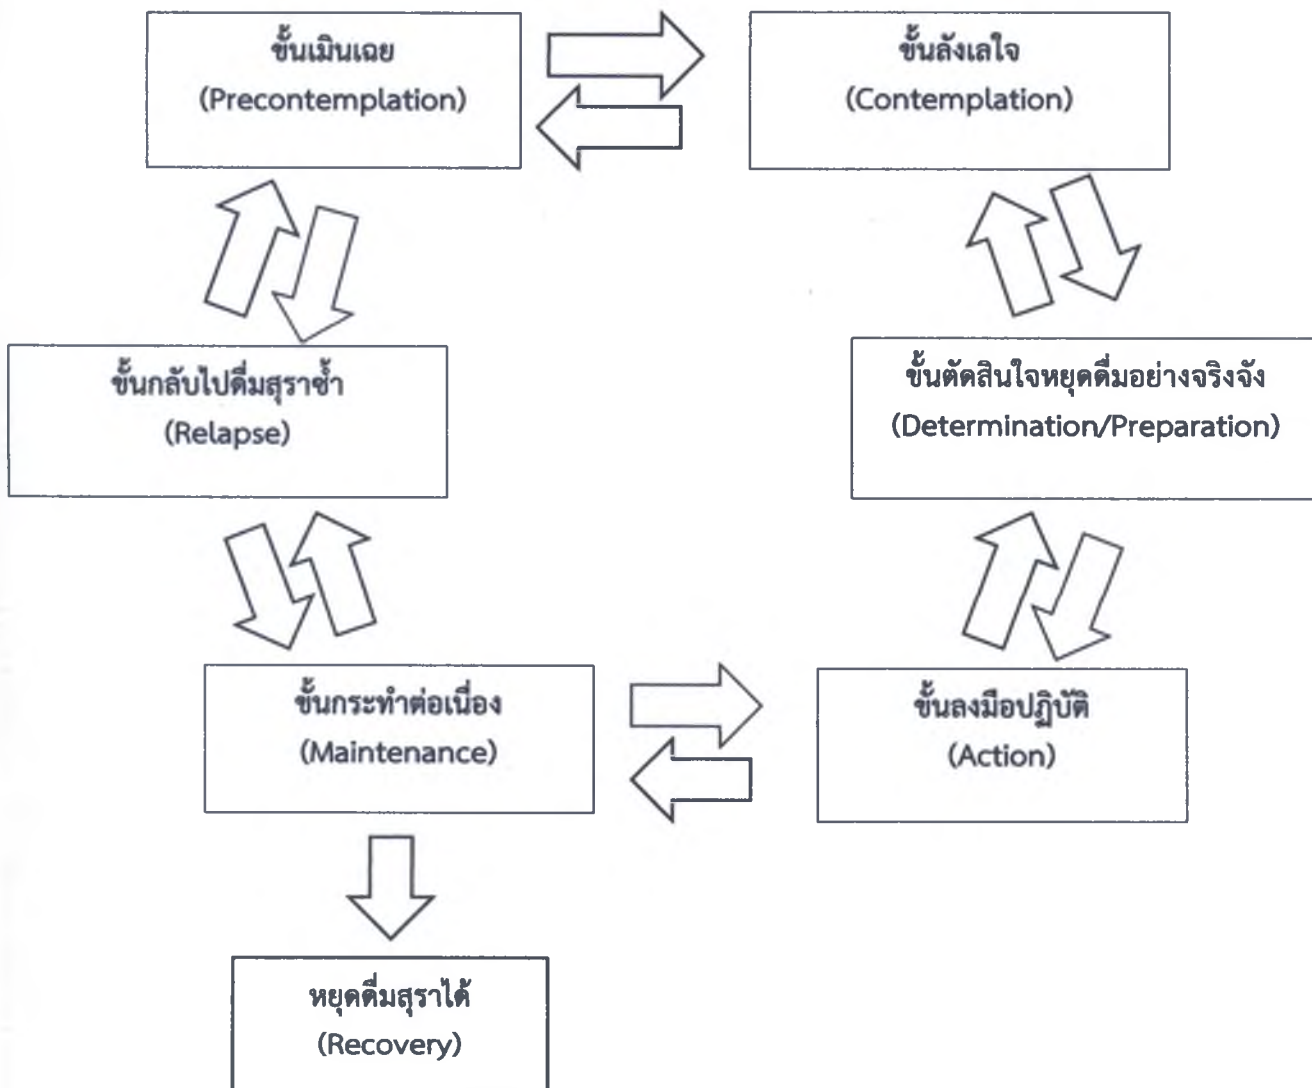 ขั้นเมินเฉย
(Precontemplation)
ขั้นลังเลใจ
(Contemplation)
ขั้นกลับไปดื่มสุราซ้ำ
(Relapse)
ขั้นตัดสินใจหยุดดื่มอย่างจริงจัง
(Determination/Preparation)
ขั้นกระทำต่อเนื่อง
(Maintenance)
ขั้นลงมือปฏิบัติ
(Action)
หยุดดื่มสุราได้
(Recovery)